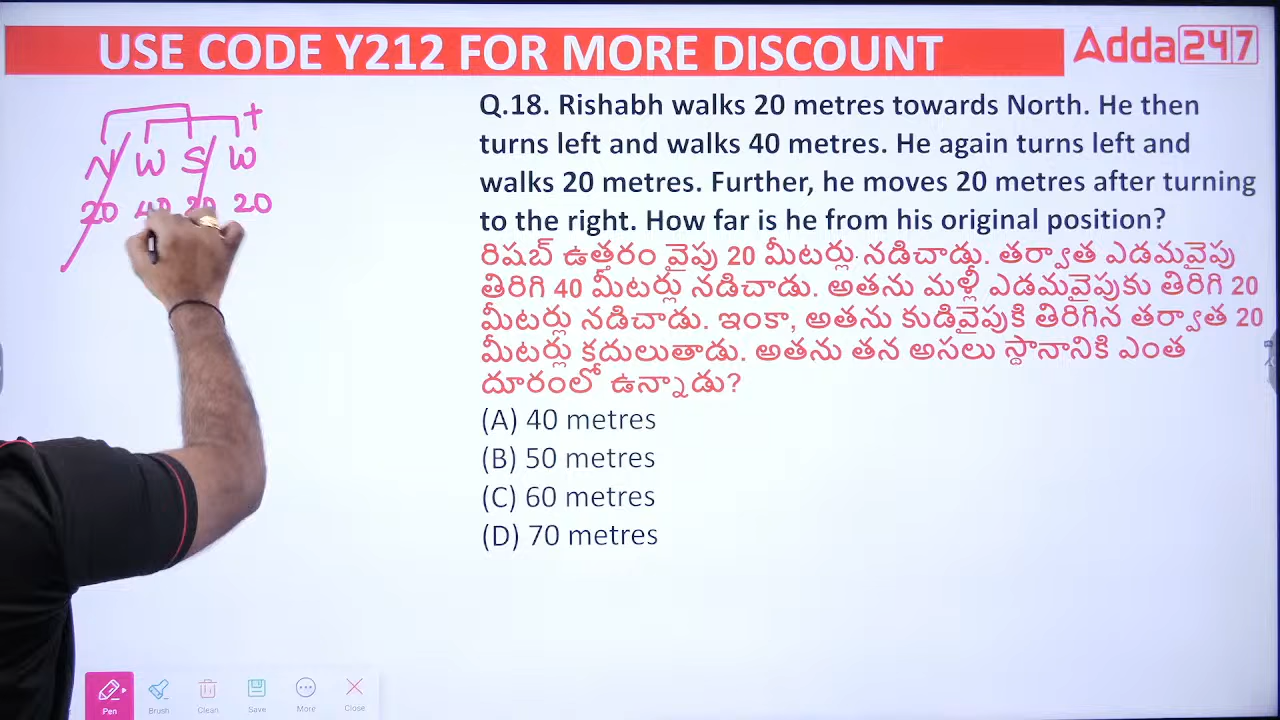 USE CODE Y212 FOR MORE DISCOUNT
Adda247
N W S W +
20 40 20 20
Q.18. Rishabh walks 20 metres towards North. He then
turns left and walks 40 metres. He again turns left and
walks 20 metres. Further, he moves 20 metres after turning
to the right. How far is he from his original position?
రిషబ్ ఉత్తరం వైపు 20 మీటర్లు నడిచాడు. తర్వాత ఎడమవైపు
తిరిగి 40 మీటర్లు నడిచాడు. అతను మళ్లీ ఎడమవైపుకు తిరిగి 20
మీటర్లు నడిచాడు. ఇంకా, అతను కుడివైపుకి తిరిగిన తర్వాత 20
మీటర్లు కదులుతాడు. అతను తన అసలు స్థానానికి ఎంత
దూరంలో ఉన్నాడు?
(A) 40 metres
(B) 50 metres
(C) 60 metres
(D) 70 metres
Pen Brush Clean Save More Close